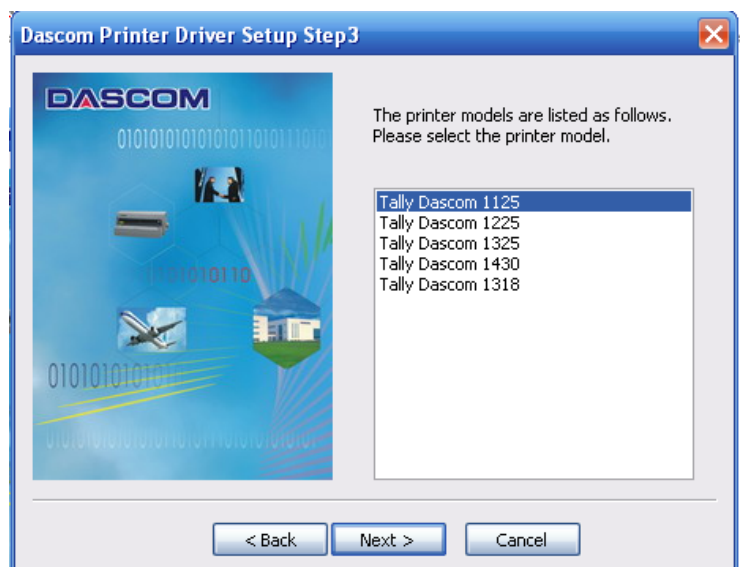 Dascom Printer Driver Setup Step3
DASCOM
The printer models are listed as follows.
Please select the printer model.
Tally Dascom 1125
Tally Dascom 1225
Tally Dascom 1325
Tally Dascom 1430
Tally Dascom 1318
< Back
Next >
Cancel